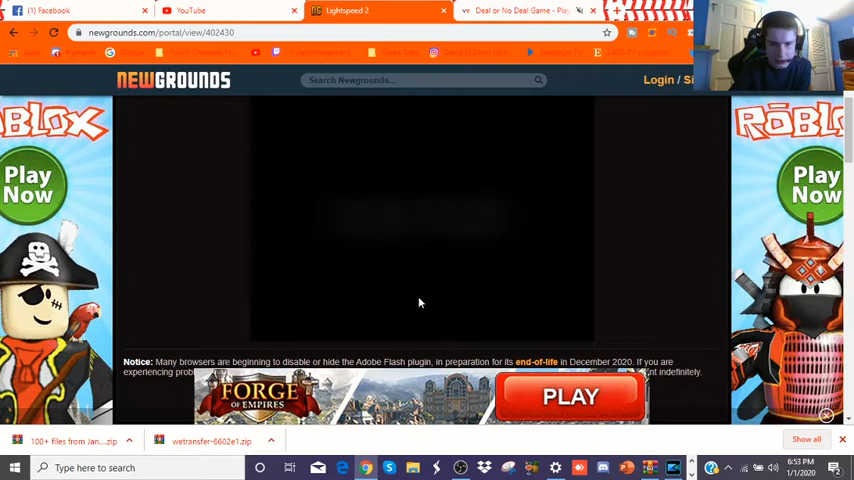 (1) Facebook
YouTube
Lightspeed 2
Deal or No Deal Game - Pla
newgrounds.com/portal/view/402430
NEWGROUNDS
Search Newgrounds...
Login / Si
BLOX
Play
Now
ROBLOX
Play
Now
Notice: Many browsers are beginning to disable or hide the Adobe Flash plugin, in preparation for its end-of-life in December 2020. If you are
experiencing prob
nt indefinitely.
FORGE
OF EMPIRES
PLAY
100+ files from Jan....zip
wetransfer-6602e1.zip
Show all
Type here to search
6:53 PM
1/1/2020
2